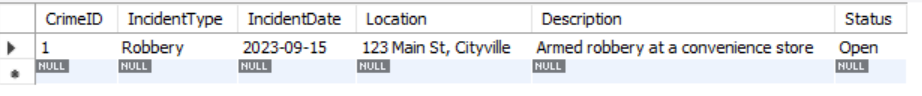 CrimeID IncidentType IncidentDate Location Description Status
1 Robbery 2023-09-15 123 Main St, Cityville Armed robbery at a convenience store Open
NULL NULL NULL NULL NULL NULL